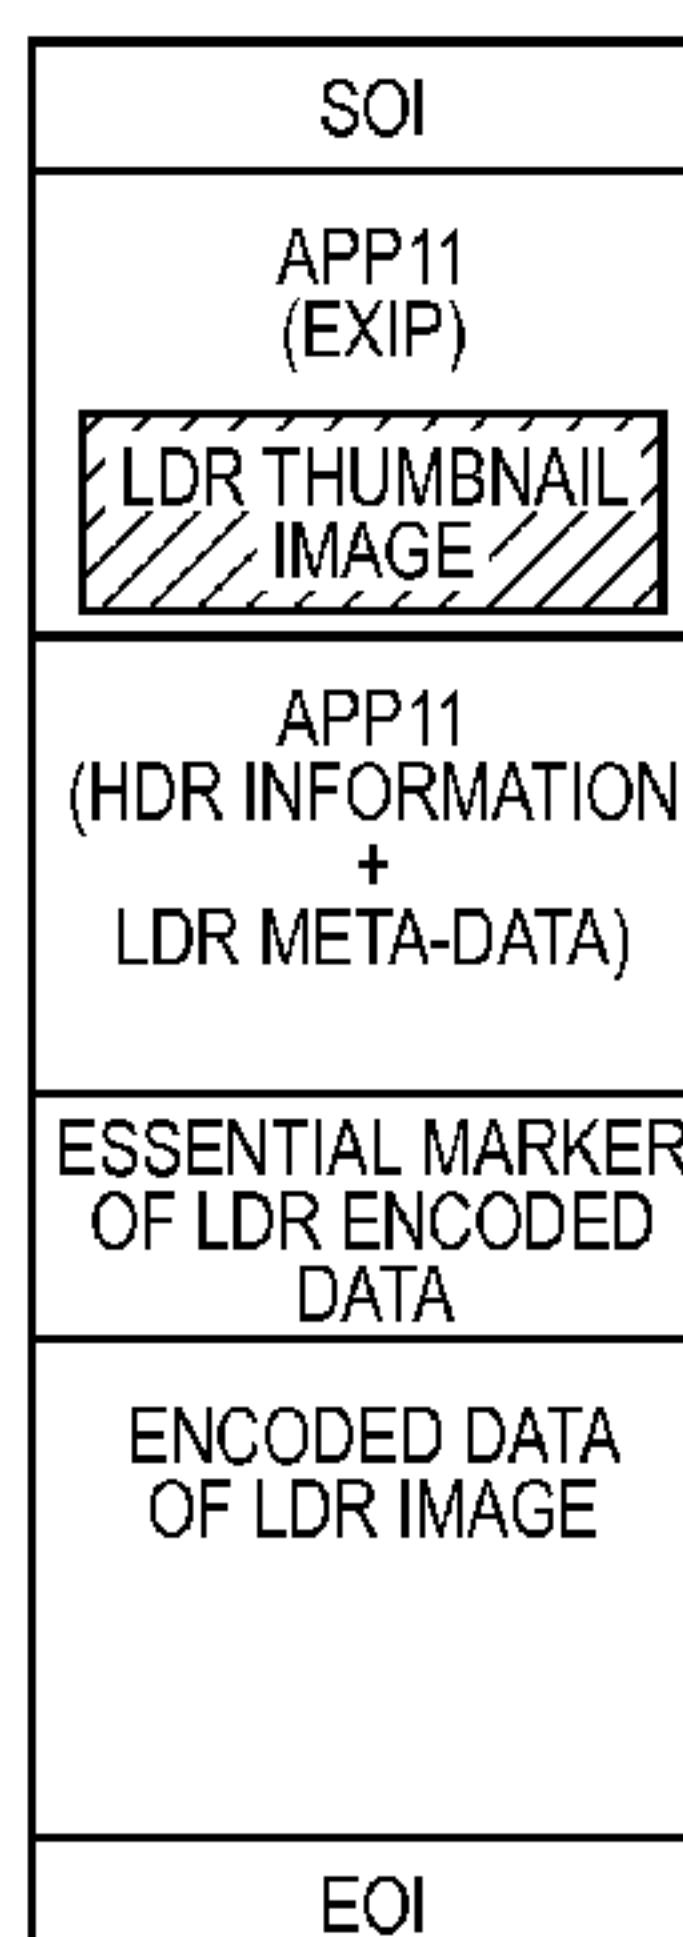 SOI
APP11
(EXIP)
LDR THUMBNAIL
IMAGE
APP11
(HDR INFORMATION
+
LDR META-DATA)
ESSENTIAL MARKER
OF LDR ENCODED
DATA
ENCODED DATA
OF LDR IMAGE
EOI